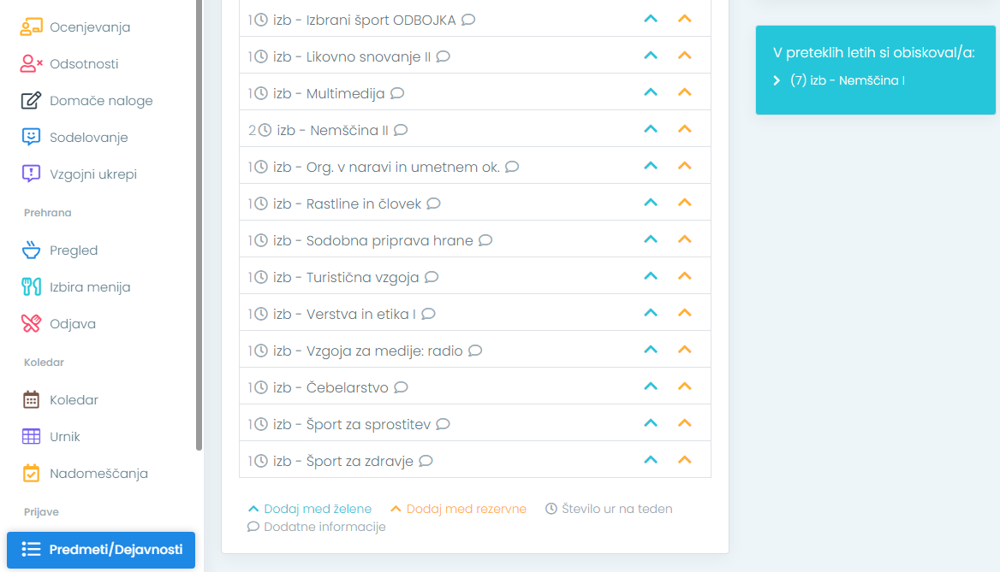 Ocenjevanja
Odsotnosti
Domače naloge
Sodelovanje
Vzgojni ukrepi
Prehrana
Pregled
Izbira menija
Odjava
Koledar
Koledar
Urnik
Nadomeščanja
Prijave
Predmeti/Dejavnosti
1 izb - Izbrani šport ODBOJKA
1 izb - Likovno snovanje II
1 izb - Multimedija
2 izb - Nemščina II
1 izb - Org. v naravi in umetnem ok.
1 izb - Rastline in človek
1 izb - Sodobna priprava hrane
1 izb - Turistična vzgoja
1 izb - Verstva in etika I
1 izb - Vzgoja za medije: radio
1 izb - Čebelarstvo
1 izb - Šport za sprostitev
1 izb - Šport za zdravje
Dodaj med želene Dodaj med rezervne Število ur na teden
Dodatne informacije
V preteklih letih si obiskoval/a:
(7) izb - Nemščina I